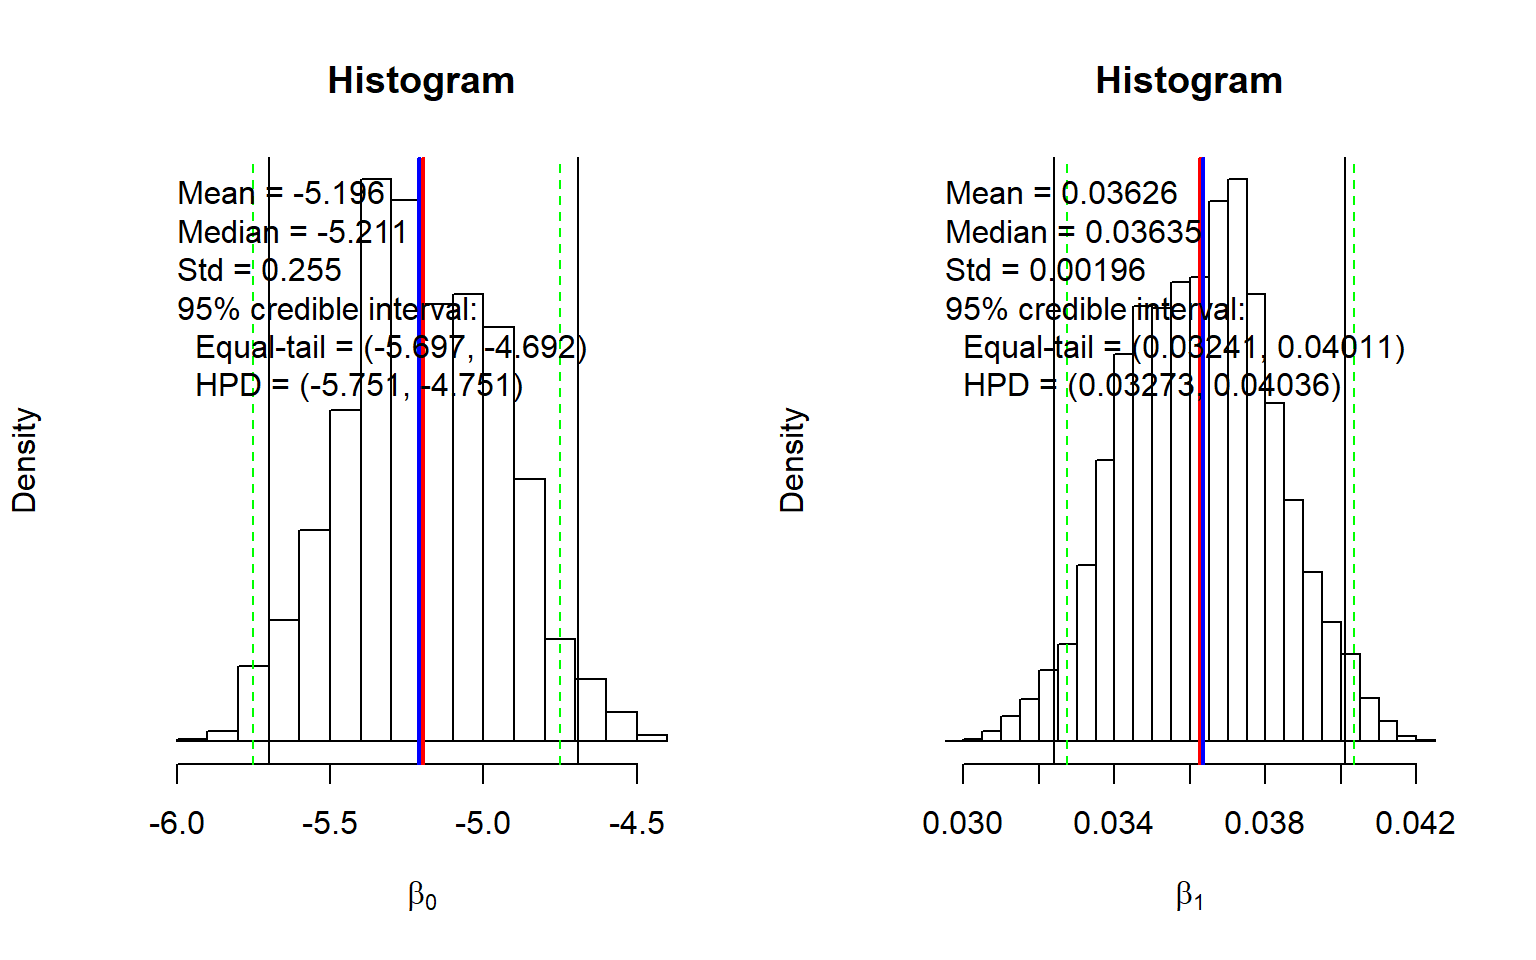 Histogram
Mean = -5.196
Median = -5.211
Std = 0.255
95% credible interval:
Equal-tail = (-5.697, -4.692)
HPD = (-5.751, -4.751)
Density
-6.0 -5.5 -5.0 -4.5
β0
Histogram
Mean = 0.03626
Median = 0.03635
Std = 0.00196
95% credible interval:
Equal-tail = (0.03241, 0.04011)
HPD = (0.03273, 0.04036)
Density
0.030 0.034 0.038 0.042
β1